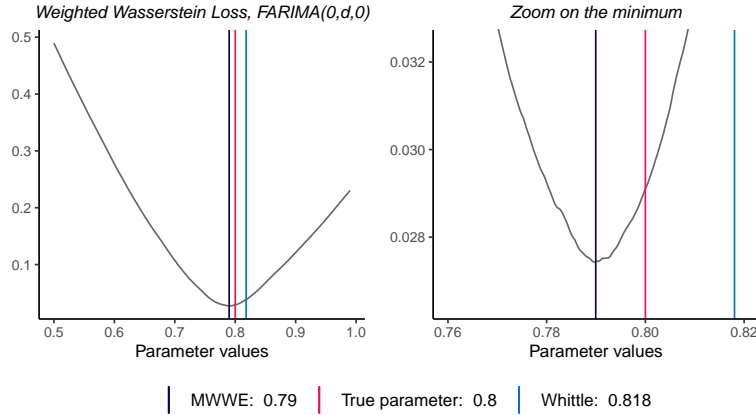 Weighted Wasserstein Loss, FARIMA(0,d,0)
0.5
0.4
0.3
0.2
0.1
0.5 0.6 0.7 0.8 0.9 1.0
Parameter values
Zoom on the minimum
0.032
0.030
0.028
0.76 0.78 0.80 0.82
Parameter values
MWWE: 0.79 True parameter: 0.8 Whittle: 0.818